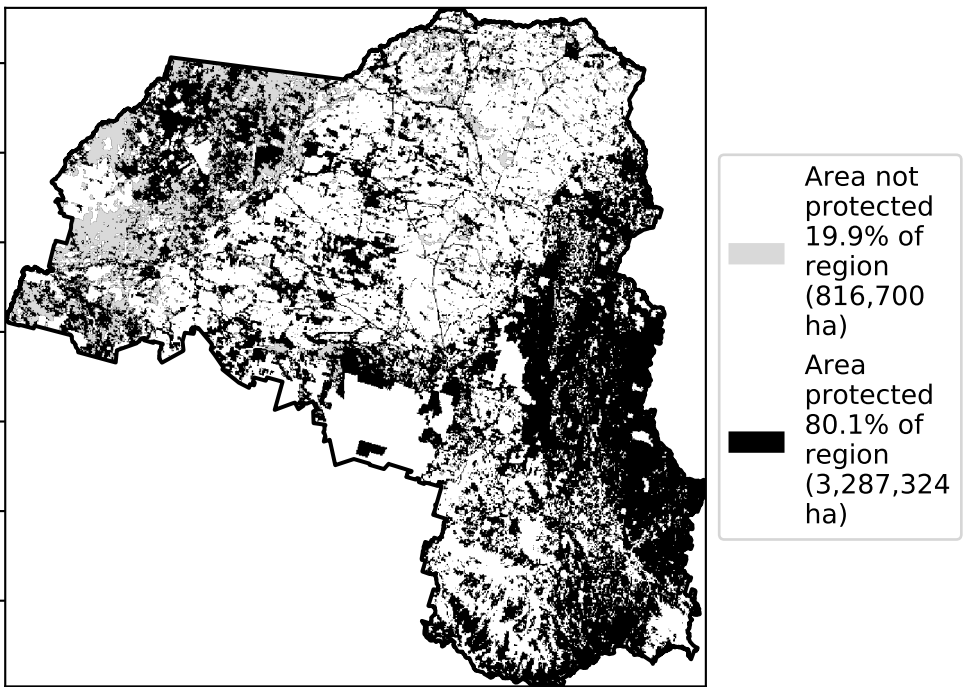 Area not
protected
19.9% of
region
(816,700
ha)
Area
protected
80.1% of
region
(3,287,324
ha)